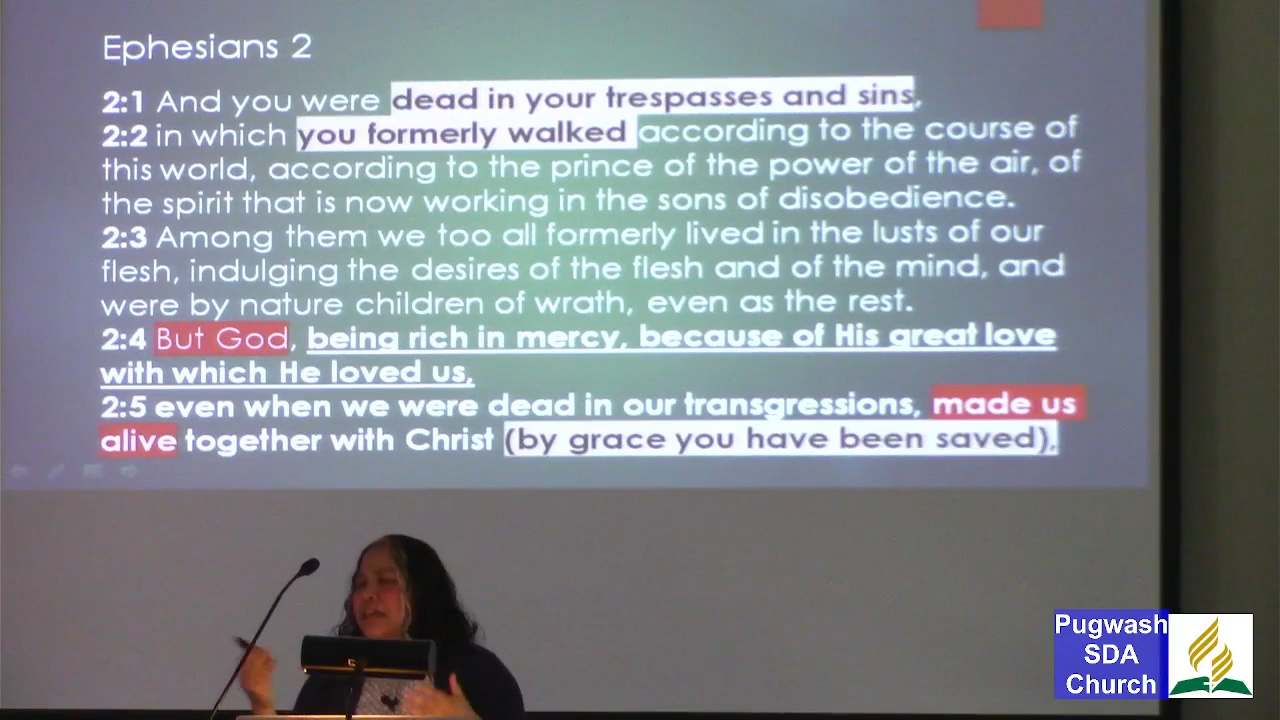 Ephesians 2
2:1 And you were dead in your trespasses and sins,
2:2 in which you formerly walked according to the course of
this world, according to the prince of the power of the air, of
the spirit that is now working in the sons of disobedience.
2:3 Among them we too all formerly lived in the lusts of our
flesh, indulging the desires of the flesh and of the mind, and
were by nature children of wrath, even as the rest.
2:4 But God, being rich in mercy, because of His great love
with which He loved us,
2:5 even when we were dead in our transgressions, made us
alive together with Christ (by grace you have been saved),
Pugwash
SDA
Church